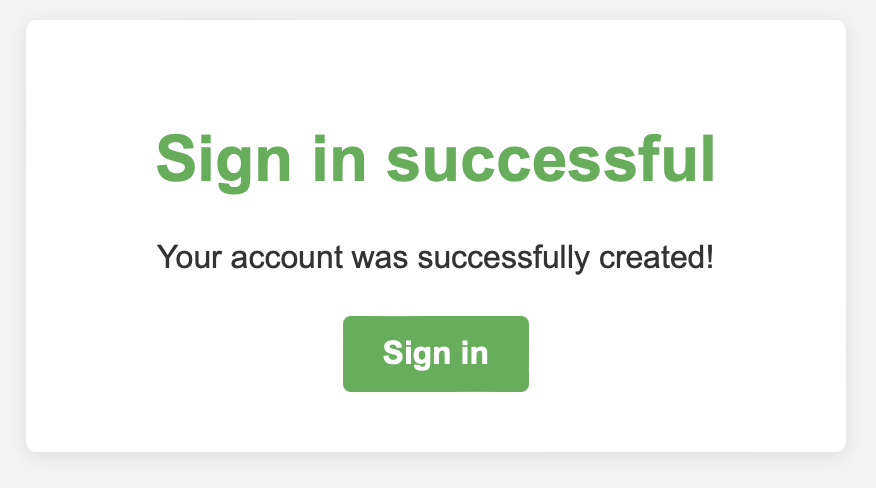 Sign in successful
Your account was successfully created!
Sign in